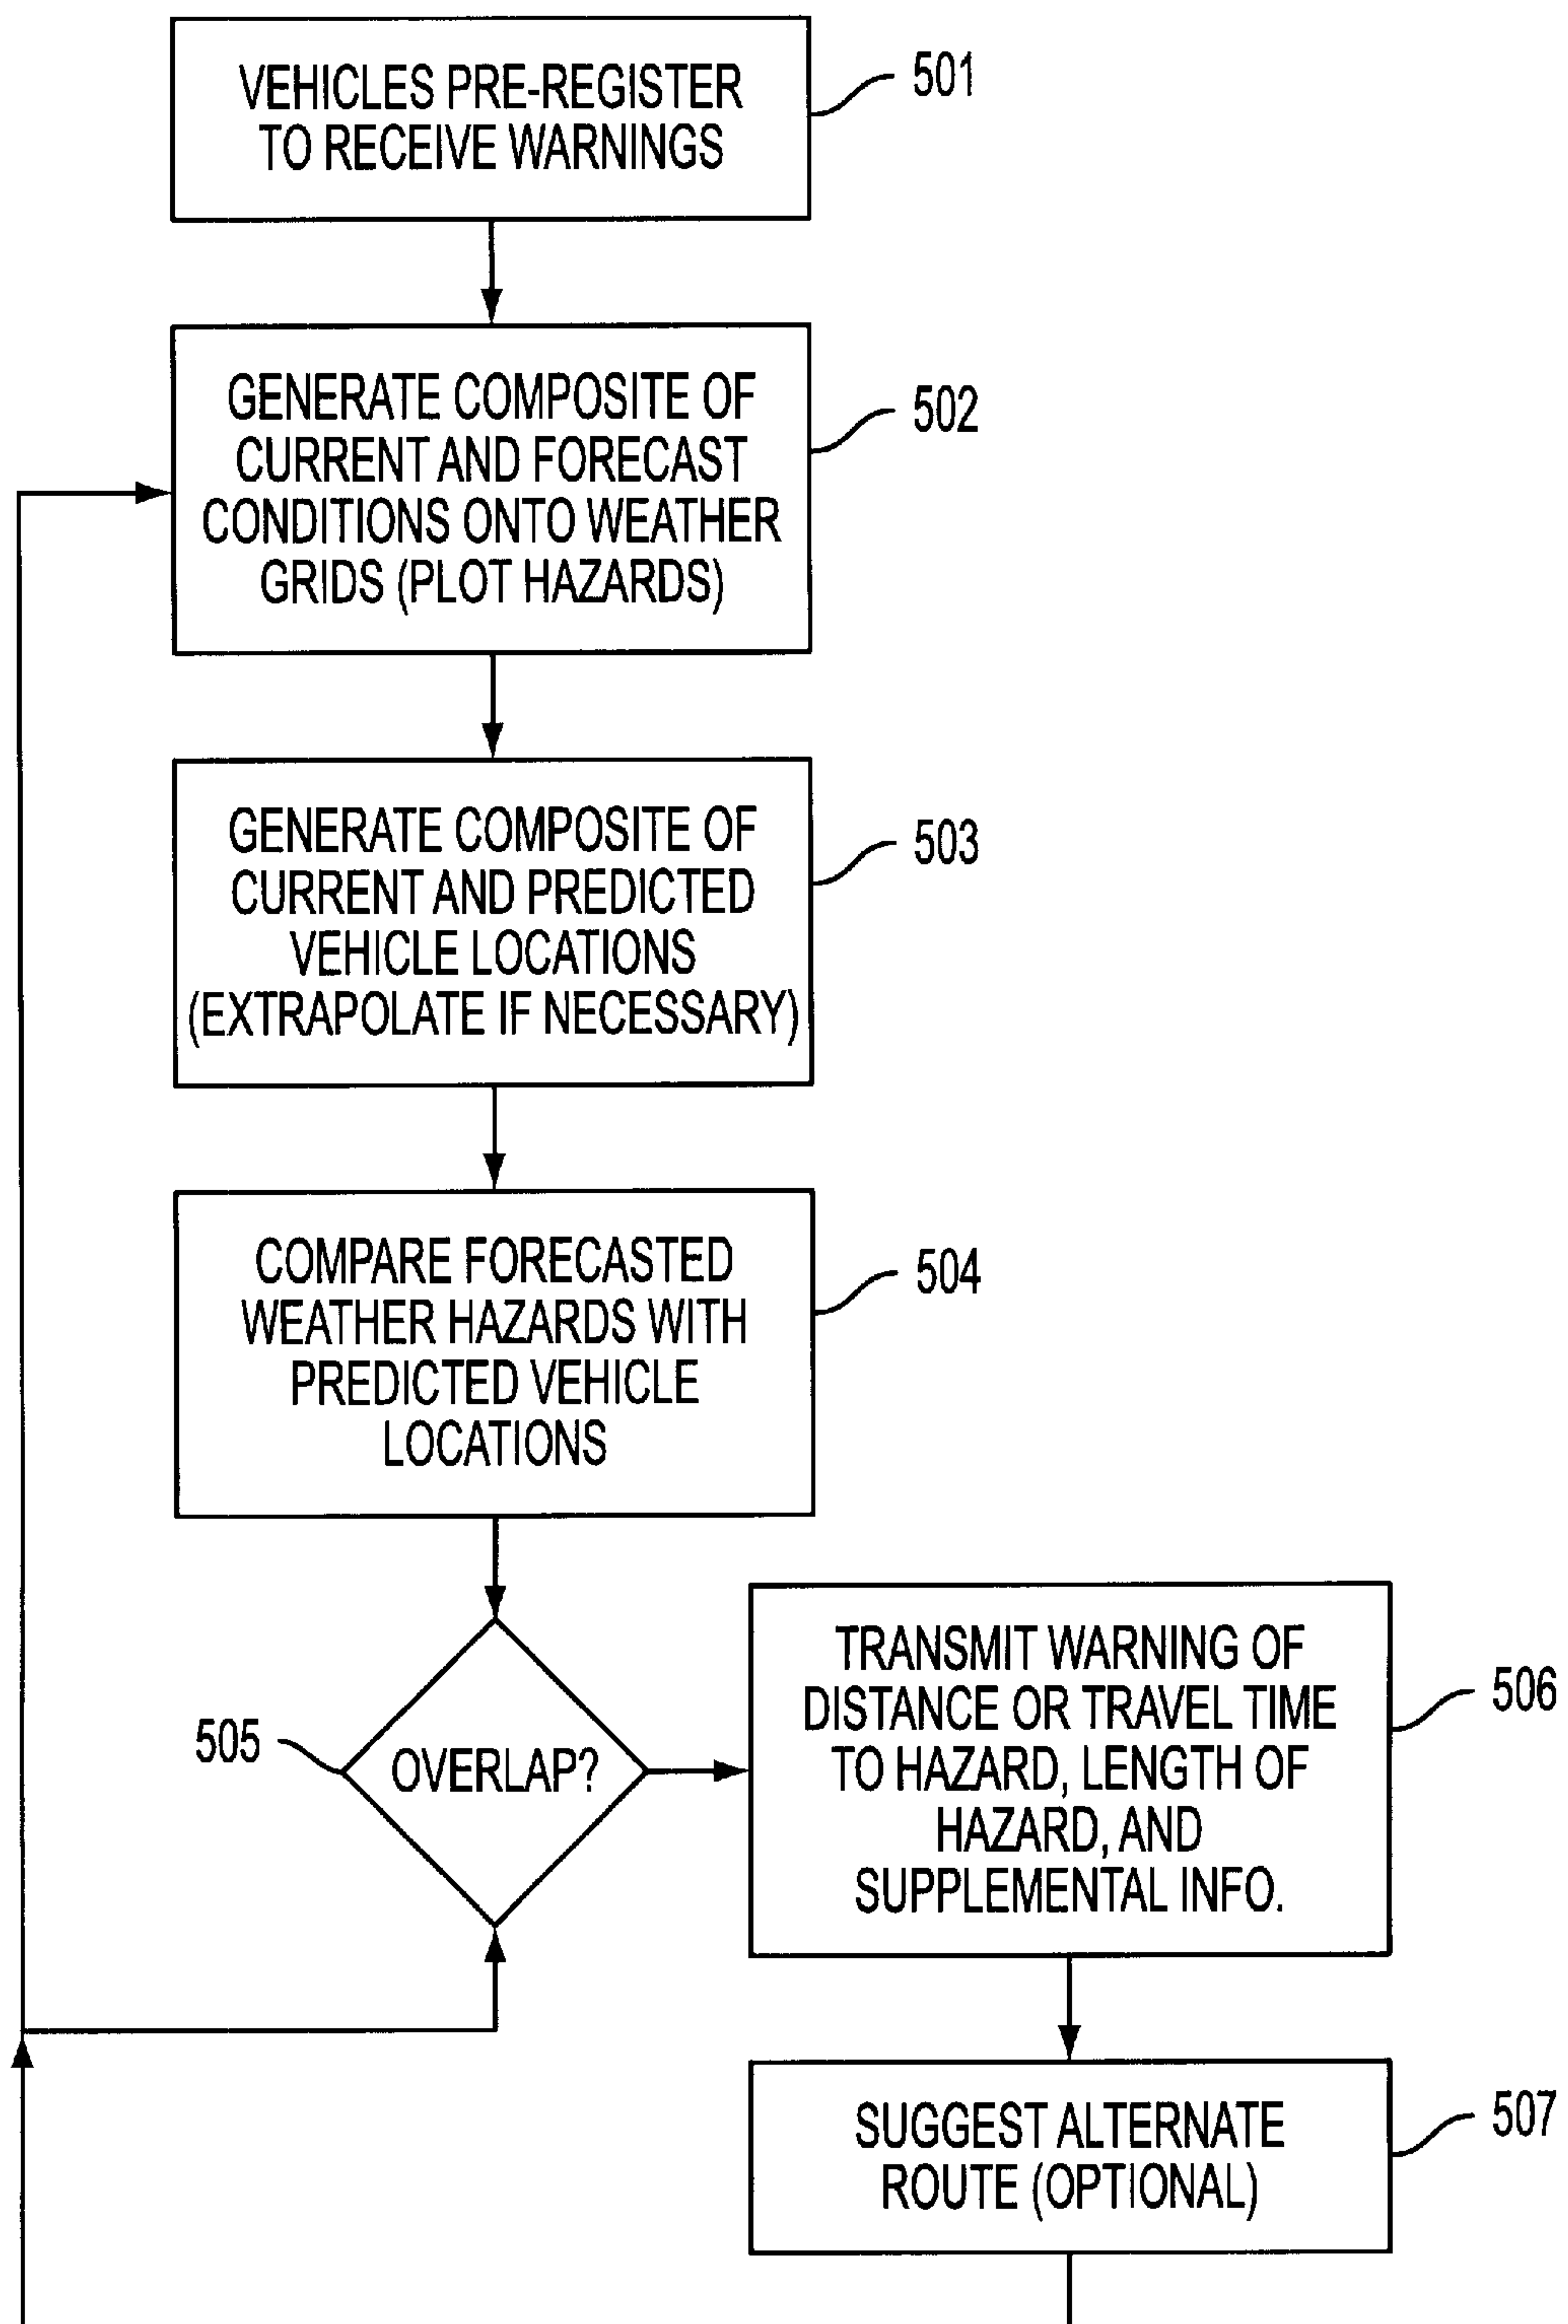 VEHICLES PRE-REGISTER
TO RECEIVE WARNINGS
501
GENERATE COMPOSITE OF
CURRENT AND FORECAST
CONDITIONS ONTO WEATHER
GRIDS (PLOT HAZARDS)
502
GENERATE COMPOSITE OF
CURRENT AND PREDICTED
VEHICLE LOCATIONS
(EXTRAPOLATE IF NECESSARY)
503
COMPARE FORECASTED
WEATHER HAZARDS WITH
PREDICTED VEHICLE
LOCATIONS
504
505
OVERLAP?
TRANSMIT WARNING OF
DISTANCE OR TRAVEL TIME
TO HAZARD, LENGTH OF
HAZARD, AND
SUPPLEMENTAL INFO.
506
SUGGEST ALTERNATE
ROUTE (OPTIONAL)
507